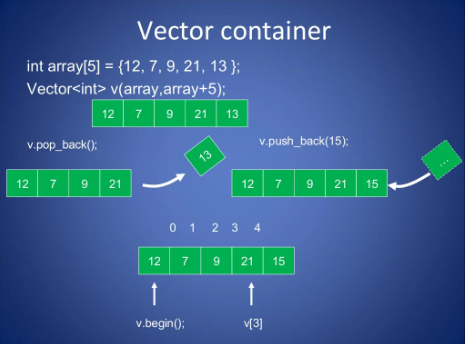 Vector container
int array[5] = {12, 7, 9, 21, 13 };
Vector<int> v(array,array+5);
12 7 9 21 13
v.pop_back();
13
v.push_back(15);
...
12 7 9 21
12 7 9 21 15
0 1 2 3 4
12 7 9 21 15
v.begin(); v[3]